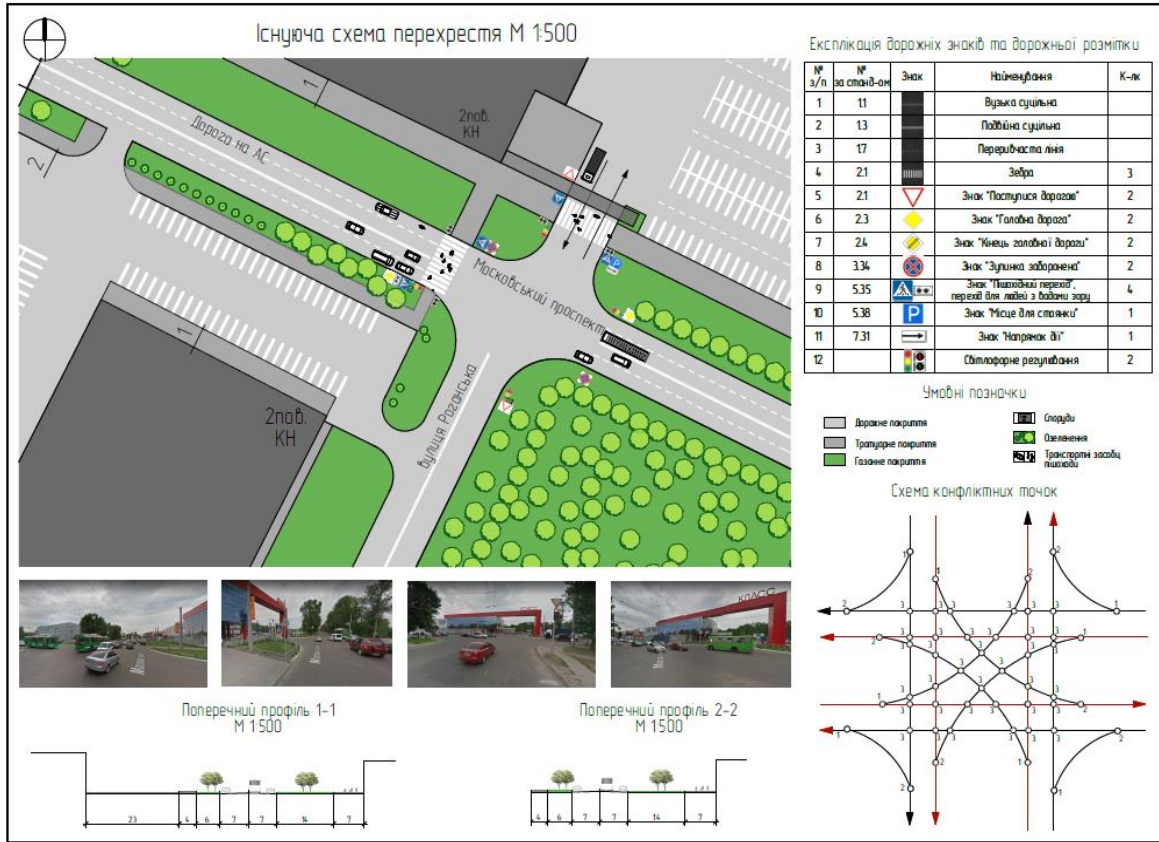 Існуюча схема перехрестя М 1:500
1
2
2пов.
КН
Дорога на АС
Московський проспект
вулиця Роганська
1
2пов.
КН
Експлікація дорожніх знаків та дорожньої розмітки
№ з/п № за станд-ом Знак Найменування К-лк
1 1.1 Вузька суцільна
2 1.3 Подвійна суцільна
3 1.7 Переривчаста лінія
4 2.1 Зебра 3
5 2.1 Знак "Поступися дорогою" 2
6 2.3 Знак "Головна дорога" 2
7 2.4 Знак "Кінець головної дороги" 2
8 3.34 Знак "Зупинка заборонена" 2
9 5.35 Знак "Пішохідний перехід", перехід для людей з вадами зору 4
10 5.38 P Знак "Місце для стоянки" 1
11 7.31 Знак "Напрямок дії" 1
12 Світлофорне регулювання 2
Умовні позначки
Дорожнє покриття
Тротуарне покриття
Газонне покриття
Споруди
Озеленення
Транспортні засоби,
пішоходи
Схема конфліктних точок
КЛАСС
КЛАСС
Поперечний профіль 1-1
М 1:500
23 4 6 7 7 14 7
Поперечний профіль 2-2
М 1:500
4 6 7 7 14 7